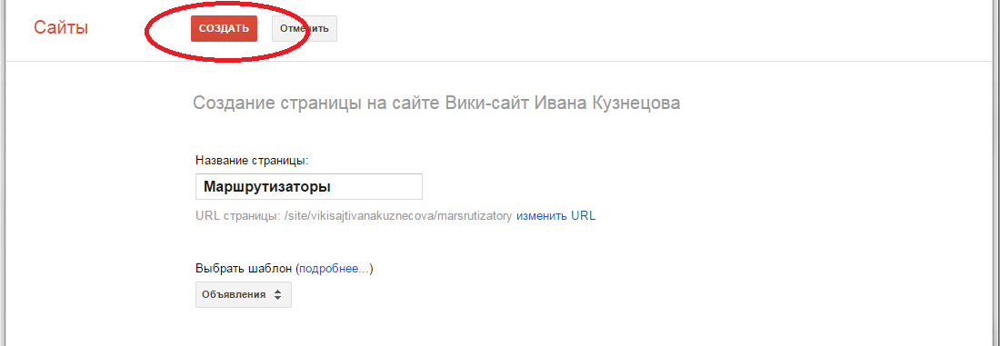 Сайты
СОЗДАТЬ
Отменить
Создание страницы на сайте Вики-сайт Ивана Кузнецова
Название страницы:
Маршрутизаторы
URL страницы: /site/vikisajtivanakuznecova/marsrutizatory изменить URL
Выбрать шаблон (подробнее...)
Объявления